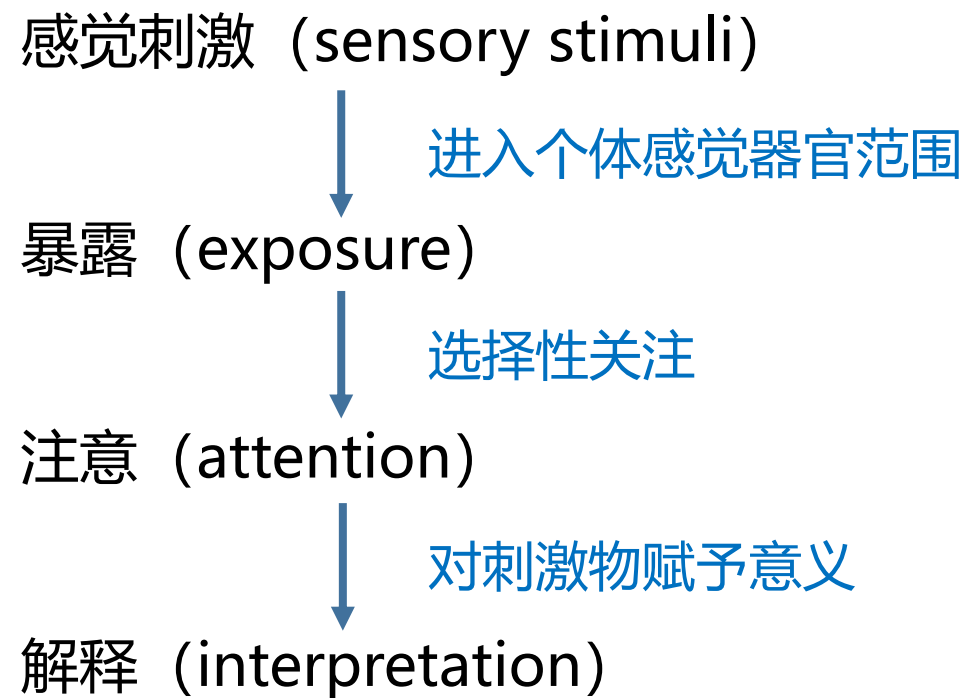 感觉刺激（sensory stimuli）
进入个体感觉器官范围
暴露（exposure）
选择性关注
注意（attention）
对刺激物赋予意义
解释（interpretation）